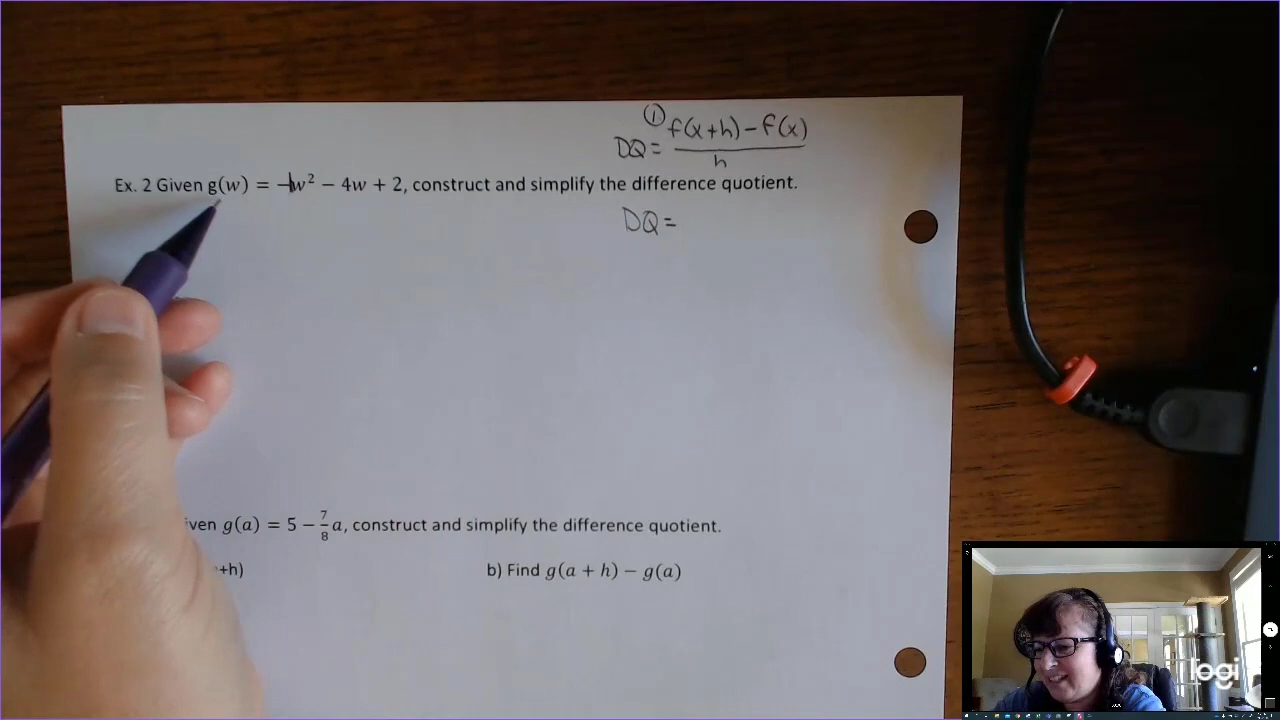 ① f(x+h) - f(x)
DQ = ―――――
h
Ex. 2 Given g(w) = -1w² − 4w + 2, construct and simplify the difference quotient.
DQ =
iven g(a) = 5 − 7/8 a, construct and simplify the difference quotient.
+h)
b) Find g(a + h) − g(a)
logi